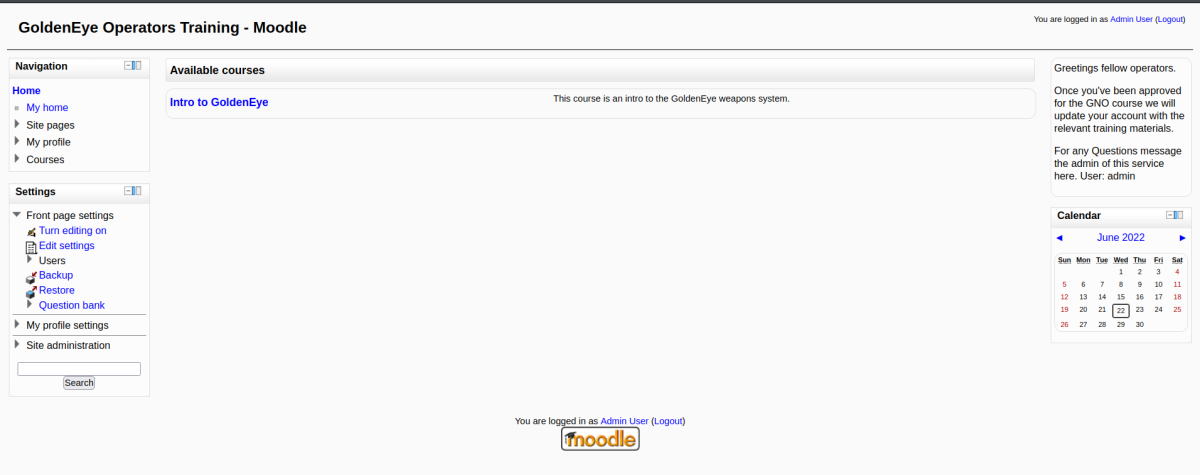 GoldenEye Operators Training - Moodle
You are logged in as Admin User (Logout)
Navigation
Home
My home
Site pages
My profile
Courses
Settings
Front page settings
Turn editing on
Edit settings
Users
Backup
Restore
Question bank
My profile settings
Site administration
Search
Available courses
Intro to GoldenEye
This course is an intro to the GoldenEye weapons system.
Greetings fellow operators.
Once you've been approved
for the GNO course we will
update your account with the
relevant training materials.
For any Questions message
the admin of this service
here. User: admin
Calendar
◄ June 2022 ►
Sun Mon Tue Wed Thu Fri Sat
1 2 3 4
5 6 7 8 9 10 11
12 13 14 15 16 17 18
19 20 21 22 23 24 25
26 27 28 29 30
You are logged in as Admin User (Logout)
moodle